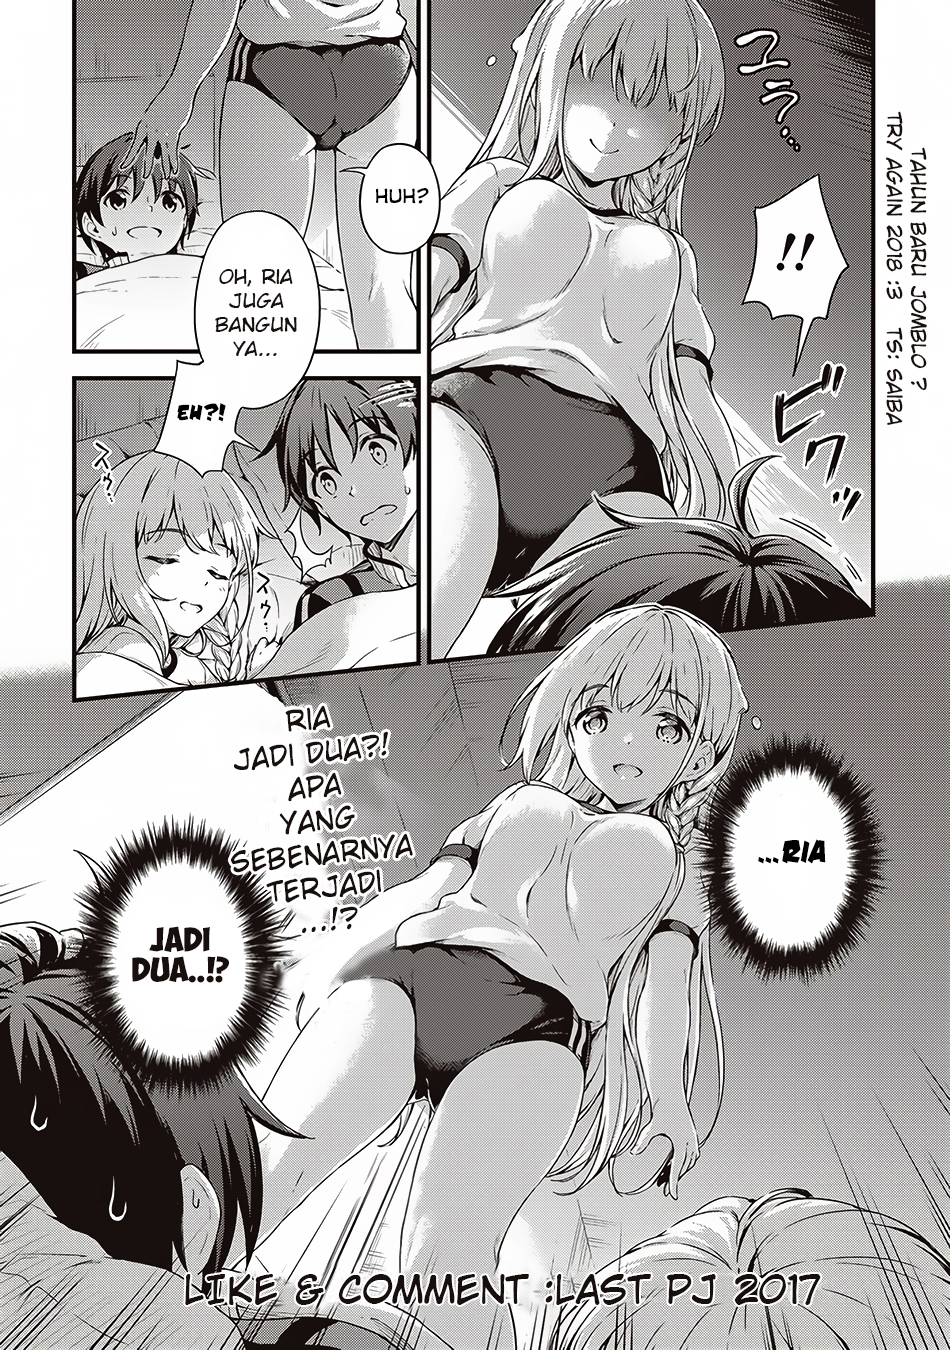 ユラ…
!!
ビクッ
TAHUN BARU JOMBLO ?
TRY AGAIN 2018 :3 TS: SAIBA
HUH?
OH, RIA
JUGA
BANGUN
YA...
EH?!
スゥ…
スゥ…
...RIA
RIA
JADI DUA?!
APA
YANG
SEBENARNYA
TERJADI
...!?
JADI
DUA..!?
LIKE & COMMENT :LAST PJ 2017